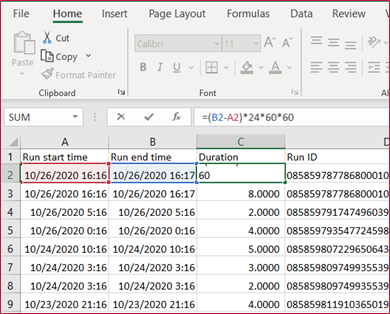 File Home Insert Page Layout Formulas Data Review
Cut
Copy
Paste
Format Painter
Calibri 11 A A
B I U A
Clipboard Font
SUM =(B2-A2)*24*60*60
A B C D
1 Run start time Run end time Duration Run ID
2 10/26/2020 16:16 10/26/2020 16:17 60 085859787786800010
3 10/26/2020 16:16 10/26/2020 16:17 8.0000 085859787786800010
4 10/26/2020 5:16 10/26/2020 5:16 2.0000
5 10/26/2020 0:16 10/26/2020 0:16 4.0000 085859793547724598
6 10/24/2020 10:16 10/24/2020 10:16 5.0000 085859807229650643
7 10/24/2020 3:16 10/24/2020 3:16 3.0000 085859809749935539
8 10/24/2020 3:16 10/24/2020 3:16 2.0000 085859809749935539
9 10/23/2020 21:16 10/23/2020 21:16 4.0000 085859811910365019